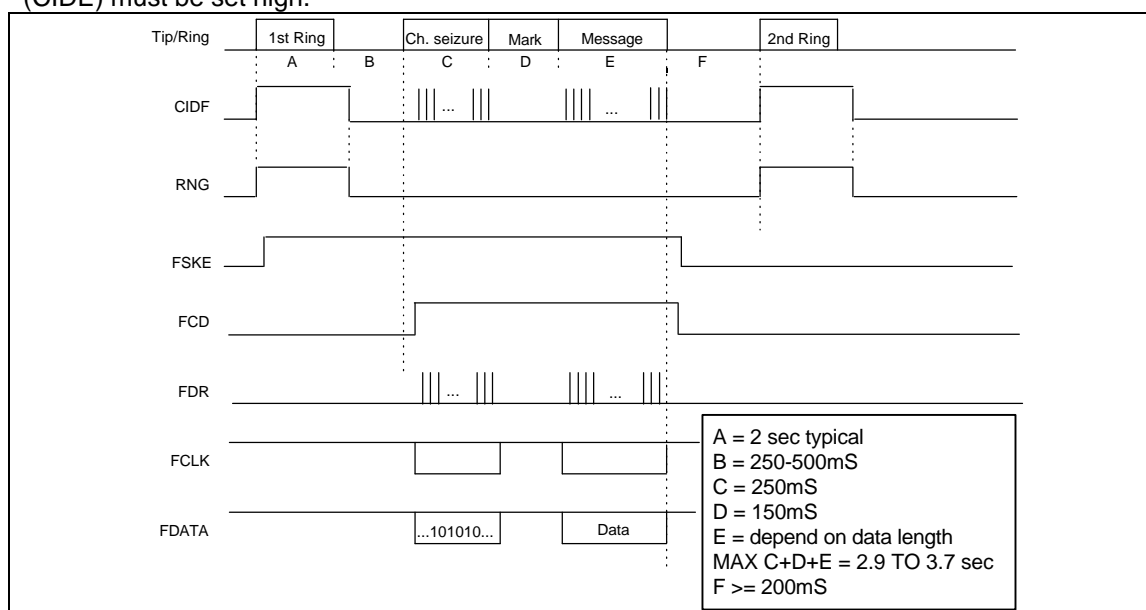 (CIDE) must be set high.
Tip/Ring 1st Ring Ch. seizure Mark Message 2nd Ring
A B C D E F
CIDF ... ...
RNG
FSKE
FCD
FDR ... ...
FCLK
FDATA ...101010... Data
A = 2 sec typical
B = 250-500mS
C = 250mS
D = 150mS
E = depend on data length
MAX C+D+E = 2.9 TO 3.7 sec
F >= 200mS